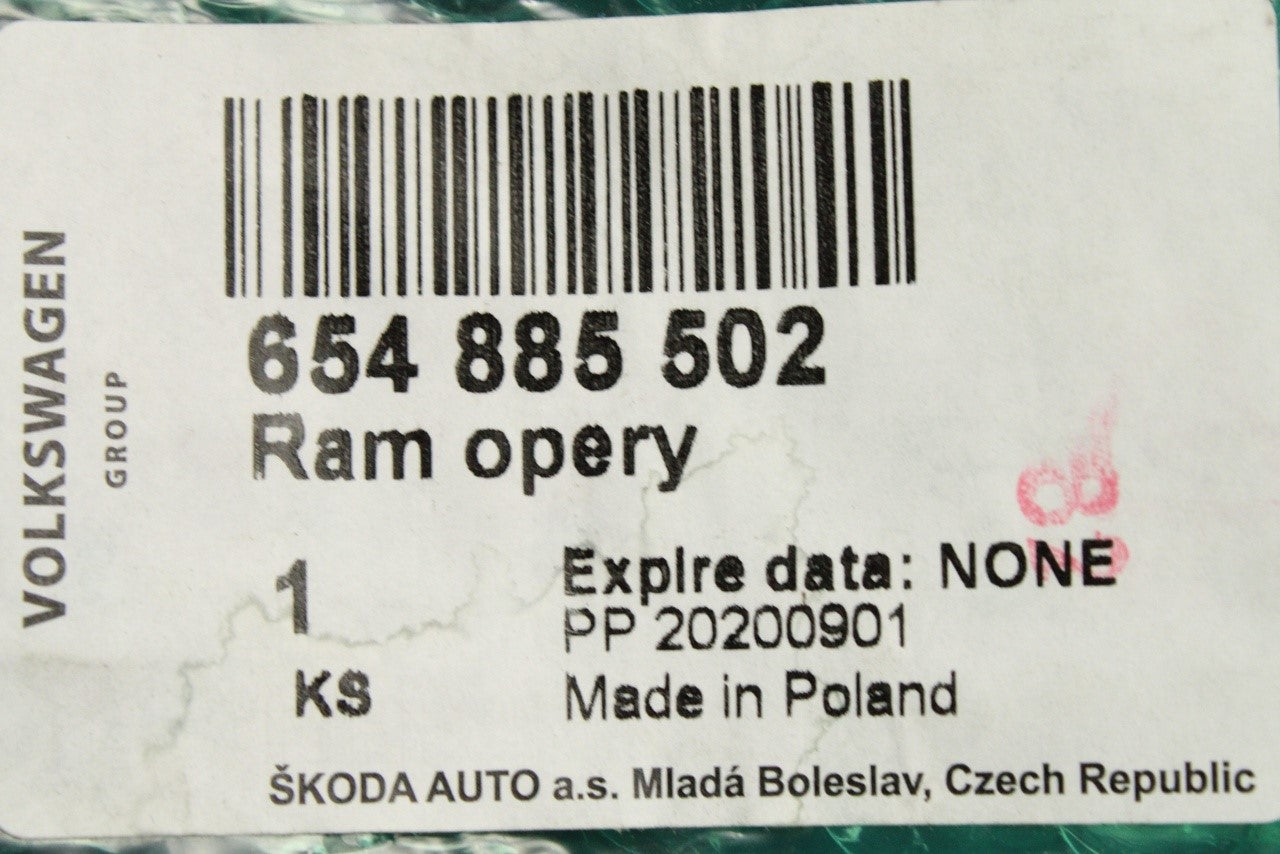 VOLKSWAGEN
GROUP
654 885 502
Ram opery
1
Expire data: NONE
PP 20200901
KS
Made in Poland
ŠKODA AUTO a.s. Mladá Boleslav, Czech Republic